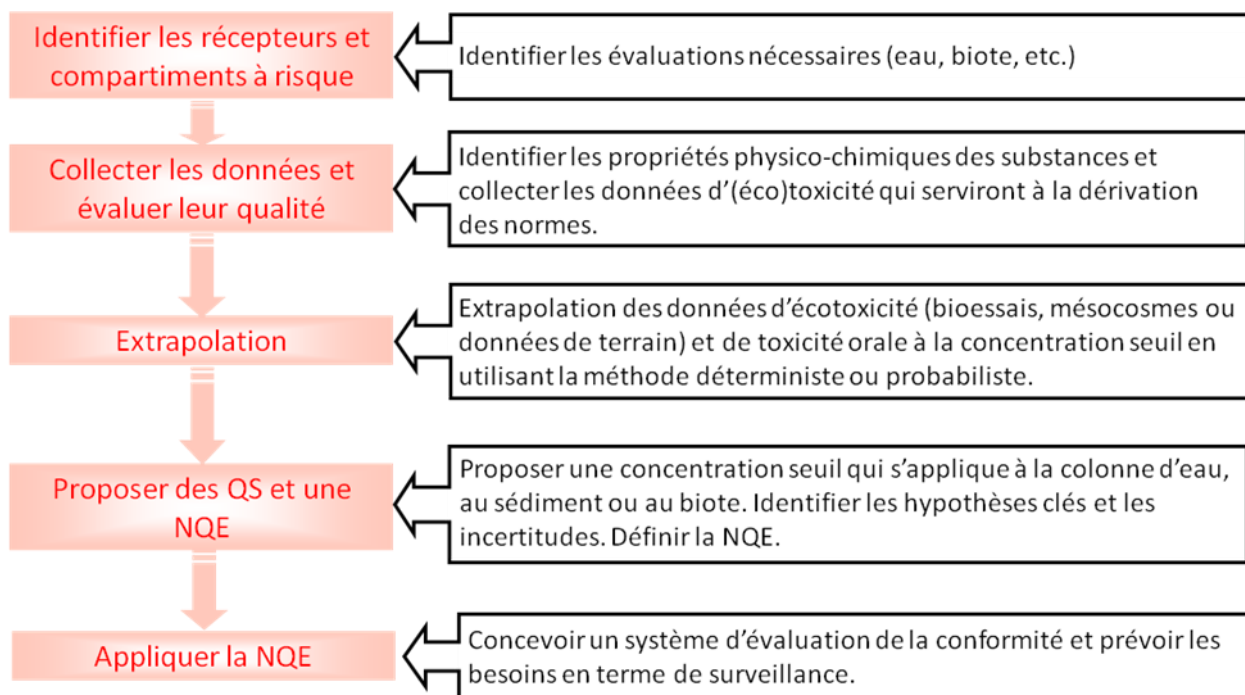 Identifier les récepteurs et
compartiments à risque
Identifier les évaluations nécessaires (eau, biote, etc.)
Collecter les données et
évaluer leur qualité
Identifier les propriétés physico-chimiques des substances et
collecter les données d'(éco)toxicité qui serviront à la dérivation
des normes.
Extrapolation
Extrapolation des données d'écotoxicité (bioessais, mésocosmes ou
données de terrain) et de toxicité orale à la concentration seuil en
utilisant la méthode déterministe ou probabiliste.
Proposer des QS et une
NQE
Proposer une concentration seuil qui s'applique à la colonne d'eau,
au sédiment ou au biote. Identifier les hypothèses clés et les
incertitudes. Définir la NQE.
Appliquer la NQE
Concevoir un système d'évaluation de la conformité et prévoir les
besoins en terme de surveillance.